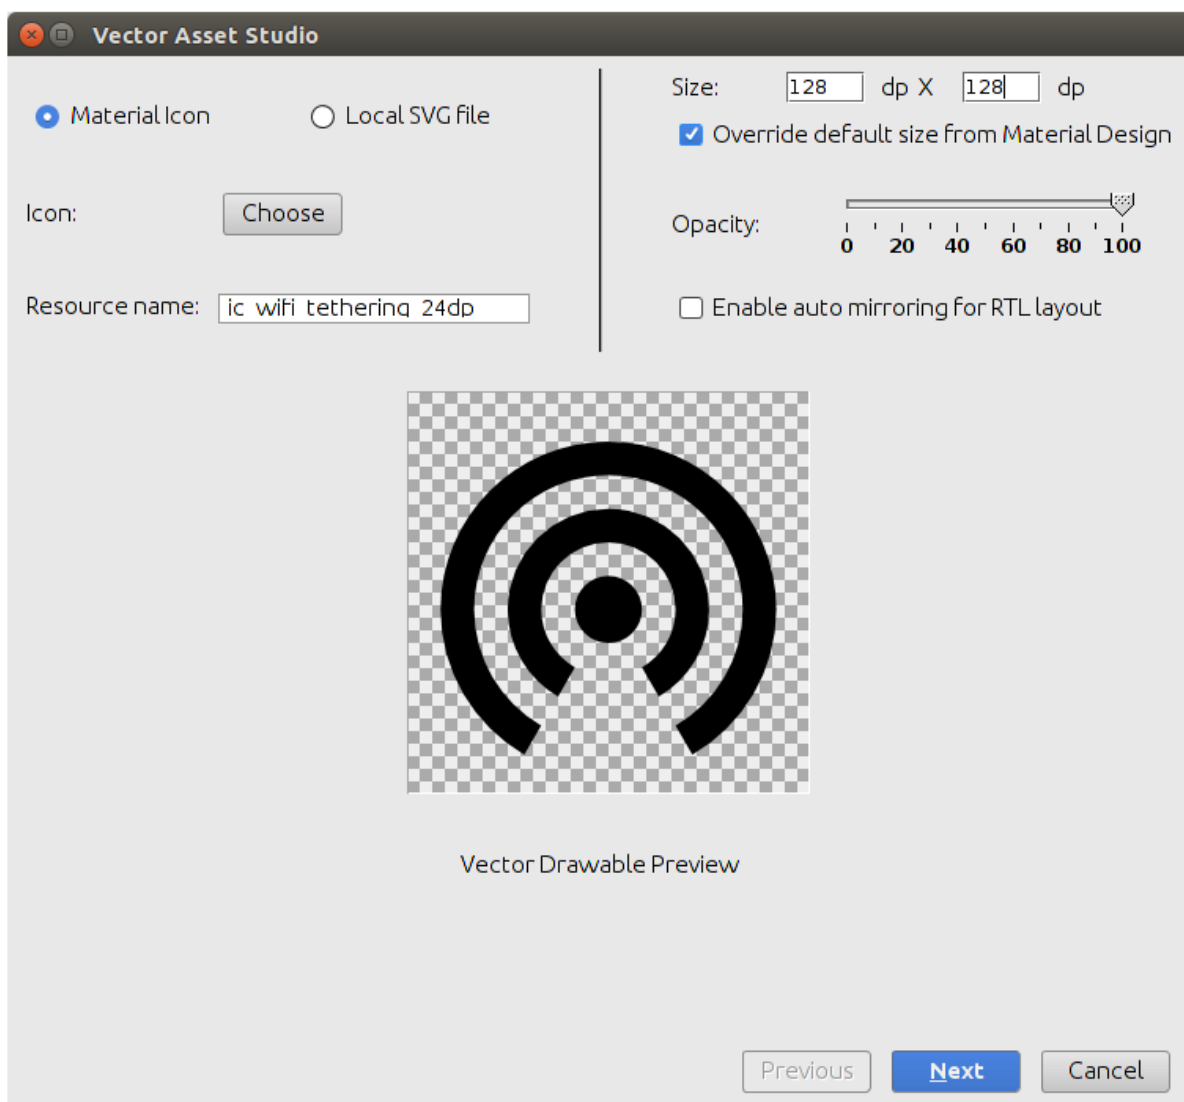 Vector Asset Studio
Material Icon
Local SVG file
Icon:
Choose
Resource name:
ic_wifi_tethering_24dp
Size:
128
dp X
128
dp
Override default size from Material Design
Opacity:
0 20 40 60 80 100
Enable auto mirroring for RTL layout
Vector Drawable Preview
Previous
Next
Cancel